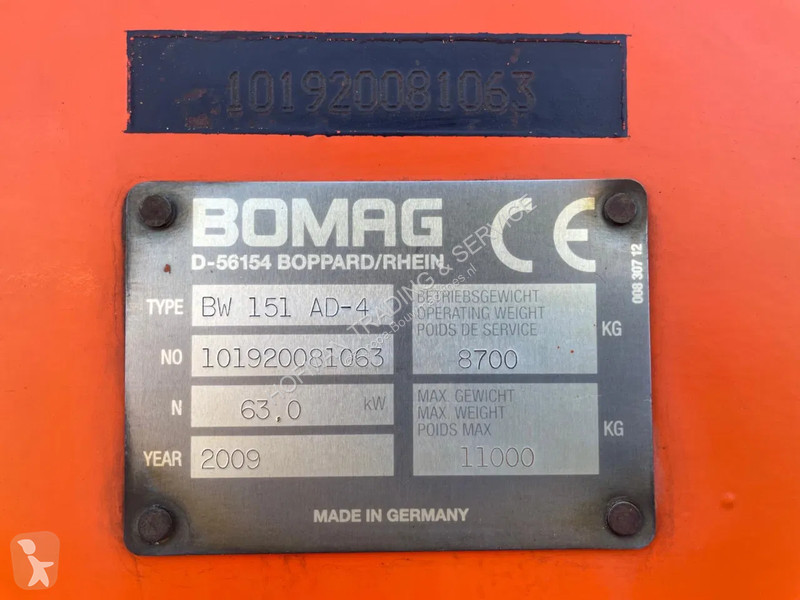 101920081063
BOMAG CE
D-56154 BOPPARD/RHEIN
008 307 12
TYPE BW 151 AD-4
BETRIEBSGEWICHT
OPERATING WEIGHT
POIDS DE SERVICE
8700 KG
NO 101920081063
N 63,0 kW
MAX. GEWICHT
MAX. WEIGHT
POIDS MAX
11000 KG
YEAR 2009
MADE IN GERMANY
TRADING & SERVICE